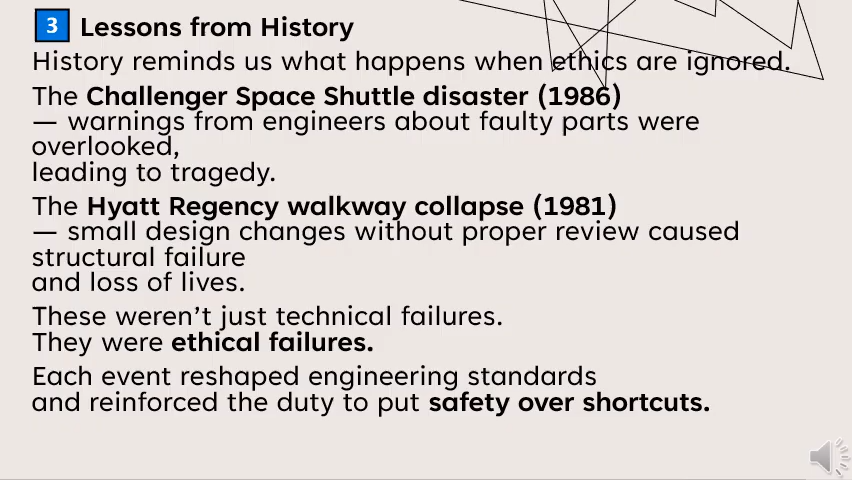 3 Lessons from History
History reminds us what happens when ethics are ignored.
The Challenger Space Shuttle disaster (1986)
— warnings from engineers about faulty parts were
overlooked,
leading to tragedy.
The Hyatt Regency walkway collapse (1981)
— small design changes without proper review caused
structural failure
and loss of lives.
These weren’t just technical failures.
They were ethical failures.
Each event reshaped engineering standards
and reinforced the duty to put safety over shortcuts.